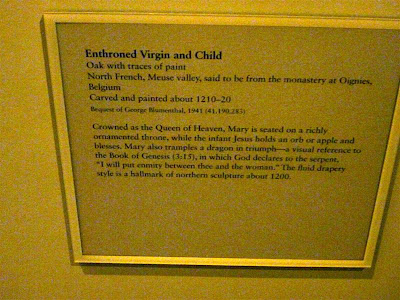 Enthroned Virgin and Child
Oak with traces of paint
North French, Meuse valley, said to be from the monastery at Oignies,
Belgium
Carved and painted about 1210–20
Bequest of George Blumenthal, 1941 (41.190.283)
Crowned as the Queen of Heaven, Mary is seated on a richly
ornamented throne, while the infant Jesus holds an orb or apple and
blesses. Mary also tramples a dragon in triumph—a visual reference to
the Book of Genesis (3:15), in which God declares to the serpent,
"I will put enmity between thee and the woman." The fluid drapery
style is a hallmark of northern sculpture about 1200.